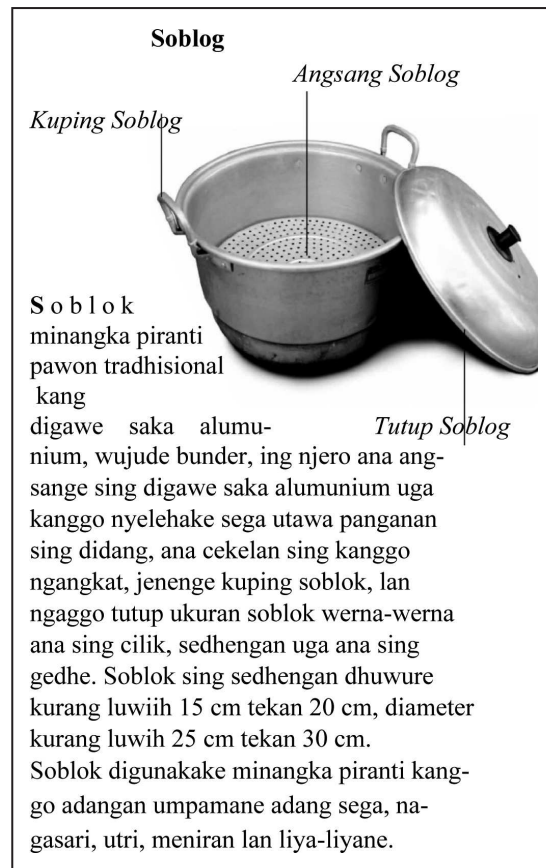 Soblog
Angsang Soblog
Kuping Soblog
S o b l o k
minangka piranti
pawon tradhisional
kang
digawe saka alumu-
Tutup Soblog
nium, wujude bunder, ing njero ana ang-
sange sing digawe saka alumunium uga
kanggo nyelehake sega utawa panganan
sing didang, ana cekelan sing kanggo
ngangkat, jenenge kuping soblok, lan
ngaggo tutup ukuran soblok werna-werna
ana sing cilik, sedhengan uga ana sing
gedhe. Soblok sing sedhengan dhuwure
kurang luwiih 15 cm tekan 20 cm, diameter
kurang luwih 25 cm tekan 30 cm.
Soblok digunakake minangka piranti kang-
go adangan umpamane adang sega, na-
gasari, utri, meniran lan liya-liyane.